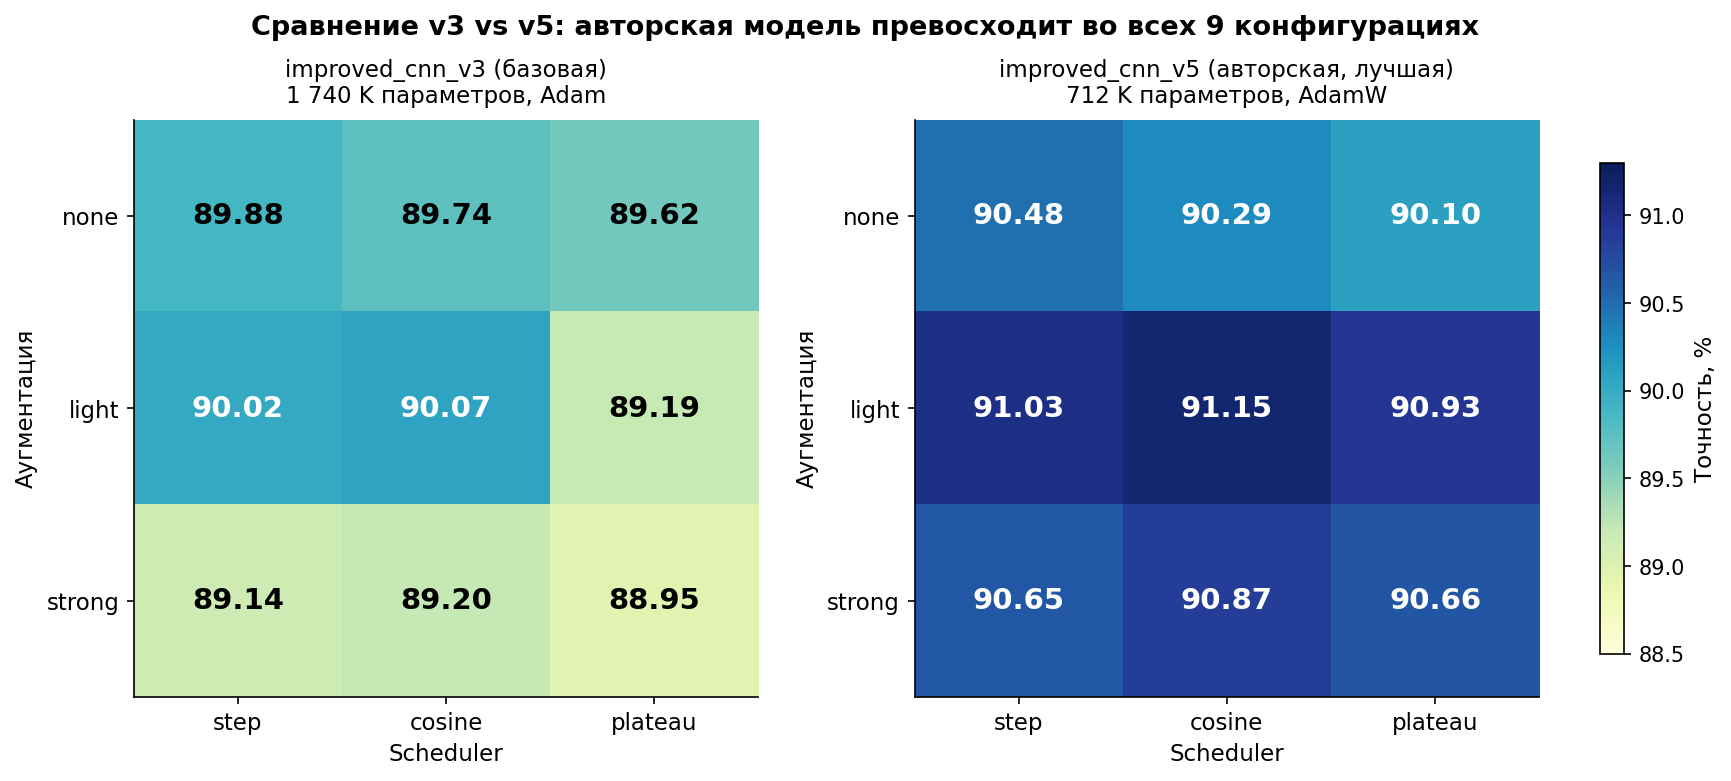 Сравнение v3 vs v5: авторская модель превосходит во всех 9 конфигурациях
improved_cnn_v3 (базовая)
1 740 K параметров, Adam
Аугментация
none
89.88 89.74 89.62
light
90.02 90.07 89.19
strong
89.14 89.20 88.95
step cosine plateau
Scheduler
improved_cnn_v5 (авторская, лучшая)
712 K параметров, AdamW
Аугментация
none
90.48 90.29 90.10
light
91.03 91.15 90.93
strong
90.65 90.87 90.66
step cosine plateau
Scheduler
91.0
90.5
90.0
89.5
89.0
88.5
Точность, %